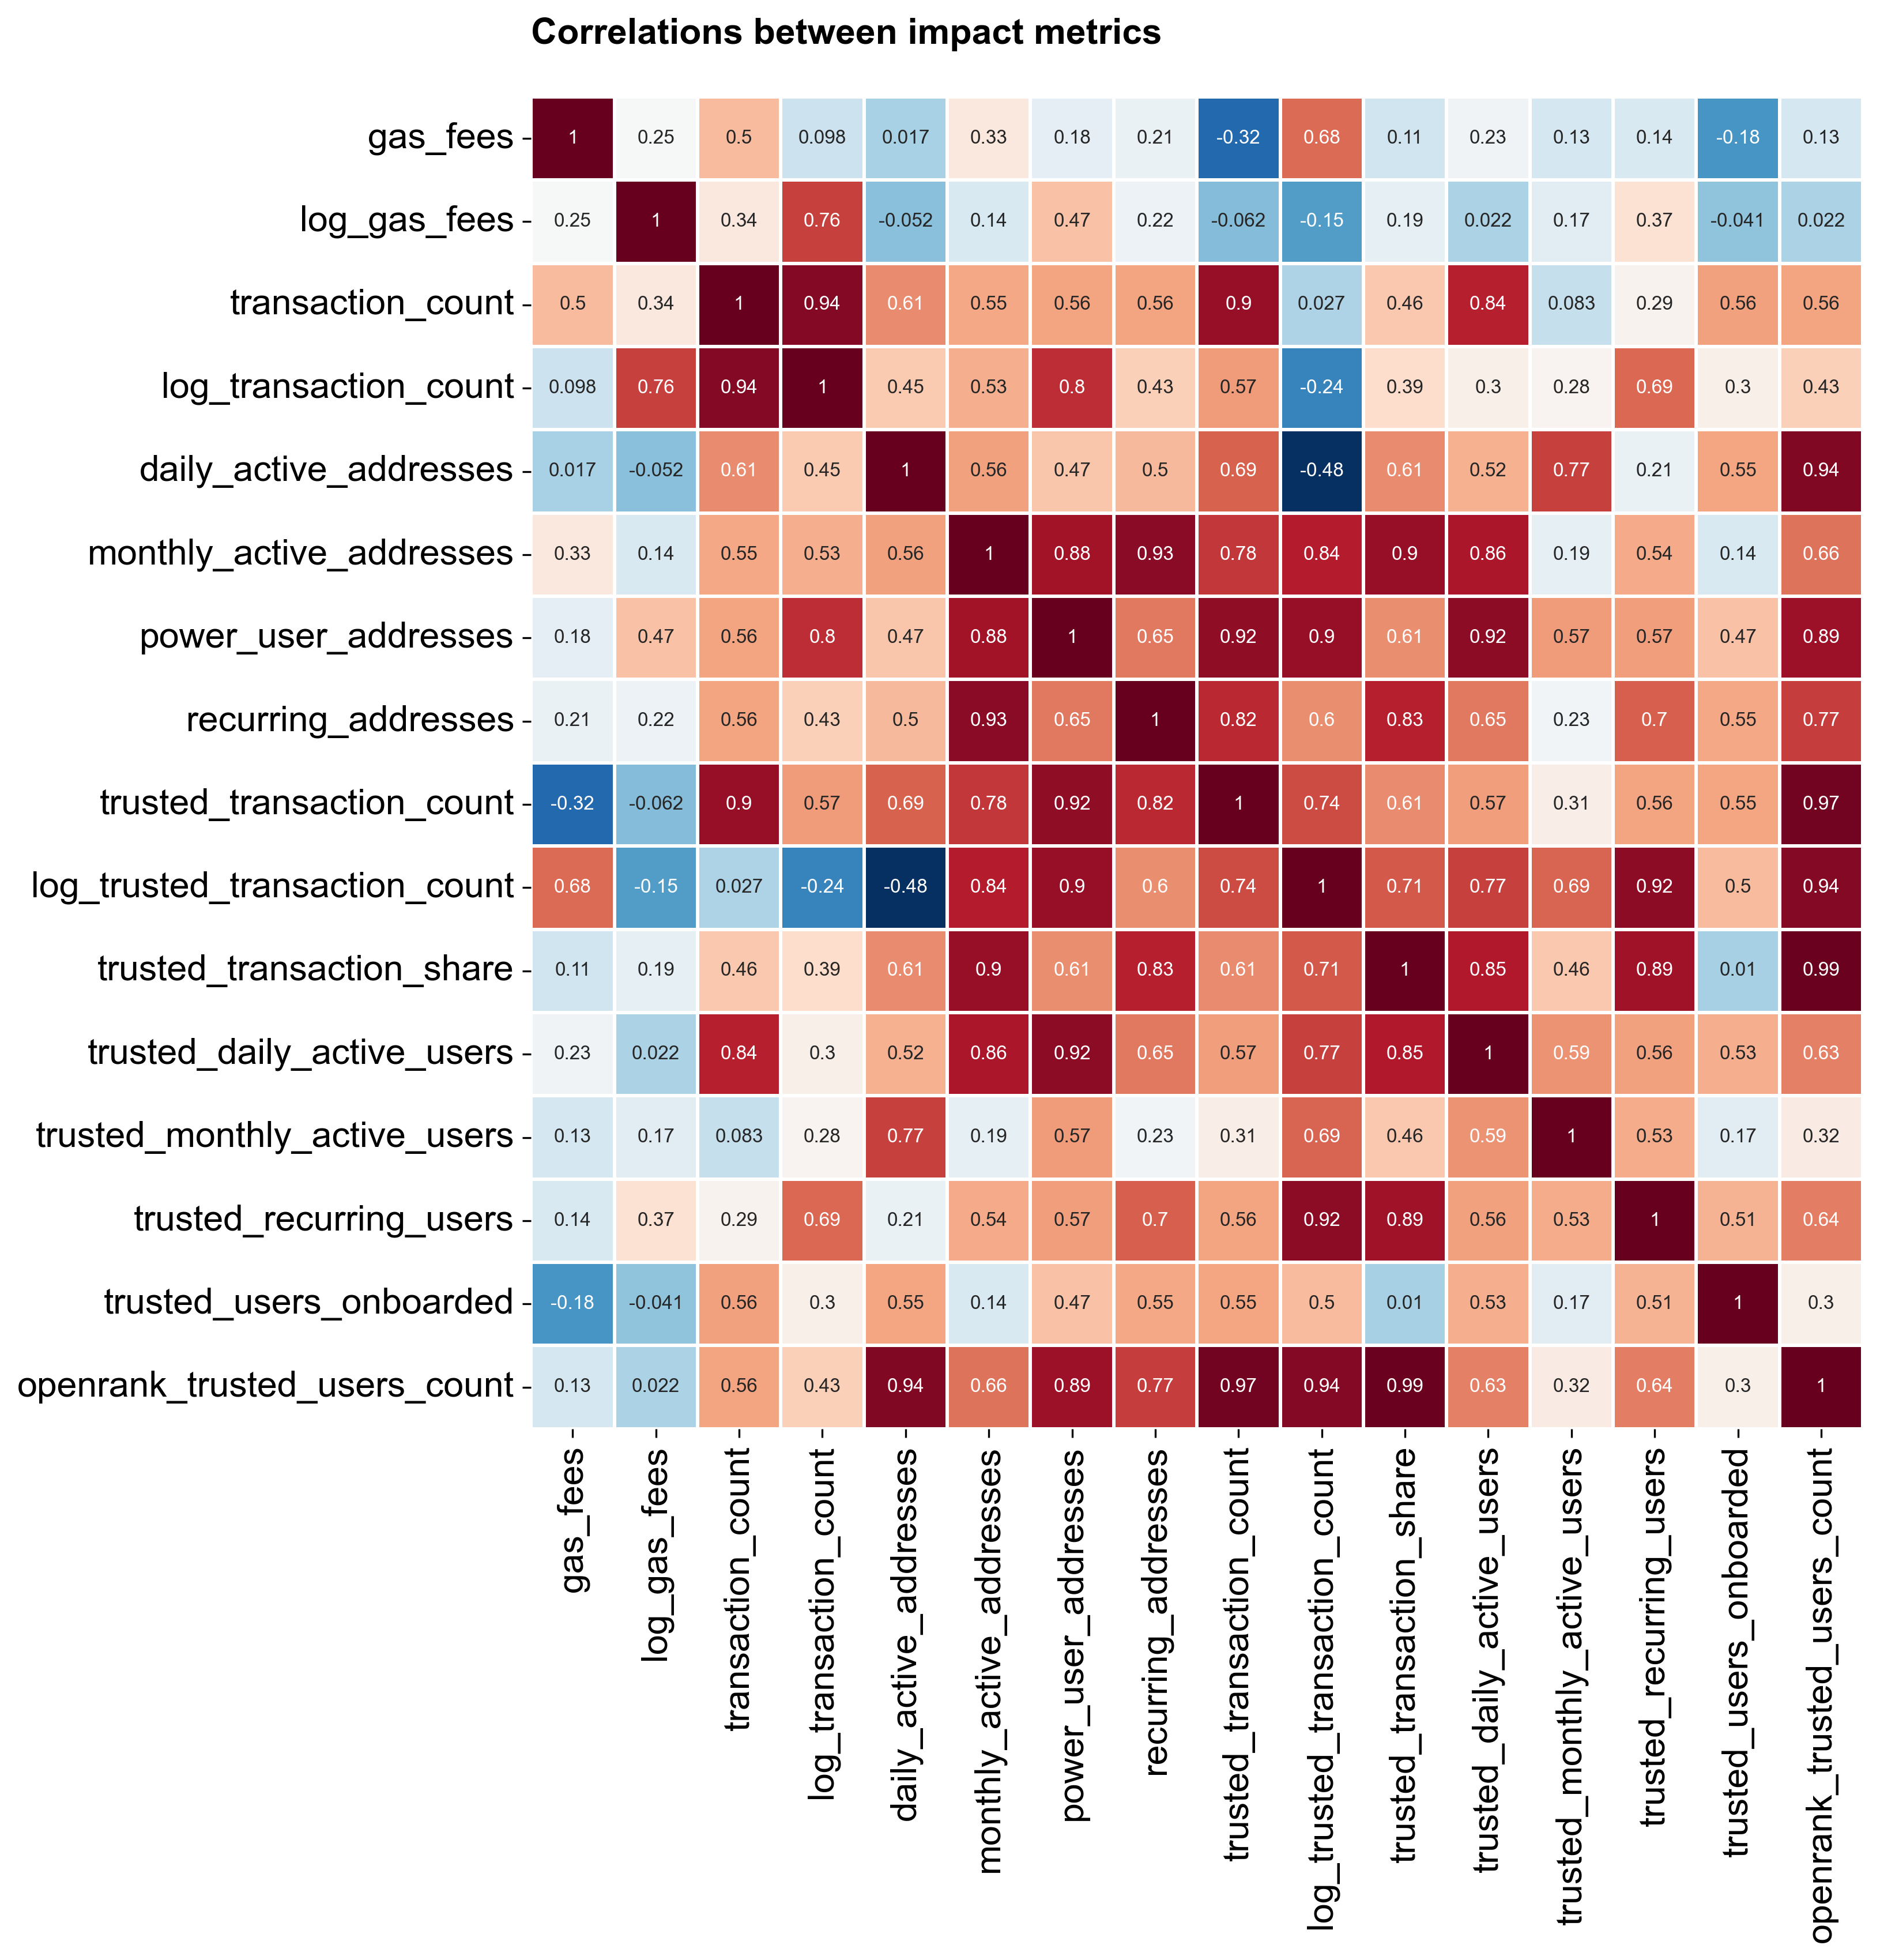 Correlations between impact metrics
gas_fees 1 0.25 0.5 0.098 0.017 0.33 0.18 0.21 -0.32 0.68 0.11 0.23 0.13 0.14 -0.18 0.13
log_gas_fees 0.25 1 0.34 0.76 -0.052 0.14 0.47 0.22 -0.062 -0.15 0.19 0.022 0.17 0.37 -0.041 0.022
transaction_count 0.5 0.34 1 0.94 0.61 0.55 0.56 0.56 0.9 0.027 0.46 0.84 0.083 0.29 0.56 0.56
log_transaction_count 0.098 0.76 0.94 1 0.45 0.53 0.8 0.43 0.57 -0.24 0.39 0.3 0.28 0.69 0.3 0.43
daily_active_addresses 0.017 -0.052 0.61 0.45 1 0.56 0.47 0.5 0.69 -0.48 0.61 0.52 0.77 0.21 0.55 0.94
monthly_active_addresses 0.33 0.14 0.55 0.53 0.56 1 0.88 0.93 0.78 0.84 0.9 0.86 0.19 0.54 0.14 0.66
power_user_addresses 0.18 0.47 0.56 0.8 0.47 0.88 1 0.65 0.92 0.9 0.61 0.92 0.57 0.57 0.47 0.89
recurring_addresses 0.21 0.22 0.56 0.43 0.5 0.93 0.65 1 0.82 0.6 0.83 0.65 0.23 0.7 0.55 0.77
trusted_transaction_count -0.32 -0.062 0.9 0.57 0.69 0.78 0.92 0.82 1 0.74 0.61 0.57 0.31 0.56 0.55 0.97
log_trusted_transaction_count 0.68 -0.15 0.027 -0.24 -0.48 0.84 0.9 0.6 0.74 1 0.71 0.77 0.69 0.92 0.5 0.94
trusted_transaction_share 0.11 0.19 0.46 0.39 0.61 0.9 0.61 0.83 0.61 0.71 1 0.85 0.46 0.89 0.01 0.99
trusted_daily_active_users 0.23 0.022 0.84 0.3 0.52 0.86 0.92 0.65 0.57 0.77 0.85 1 0.59 0.56 0.53 0.63
trusted_monthly_active_users 0.13 0.17 0.083 0.28 0.77 0.19 0.57 0.23 0.31 0.69 0.46 0.59 1 0.53 0.17 0.32
trusted_recurring_users 0.14 0.37 0.29 0.69 0.21 0.54 0.57 0.7 0.56 0.92 0.89 0.56 0.53 1 0.51 0.64
trusted_users_onboarded -0.18 -0.041 0.56 0.3 0.55 0.14 0.47 0.55 0.55 0.5 0.01 0.53 0.17 0.51 1 0.3
openrank_trusted_users_count 0.13 0.022 0.56 0.43 0.94 0.66 0.89 0.77 0.97 0.94 0.99 0.63 0.32 0.64 0.3 1
gas_fees
log_gas_fees
transaction_count
log_transaction_count
daily_active_addresses
monthly_active_addresses
power_user_addresses
recurring_addresses
trusted_transaction_count
log_trusted_transaction_count
trusted_transaction_share
trusted_daily_active_users
trusted_monthly_active_users
trusted_recurring_users
trusted_users_onboarded
openrank_trusted_users_count